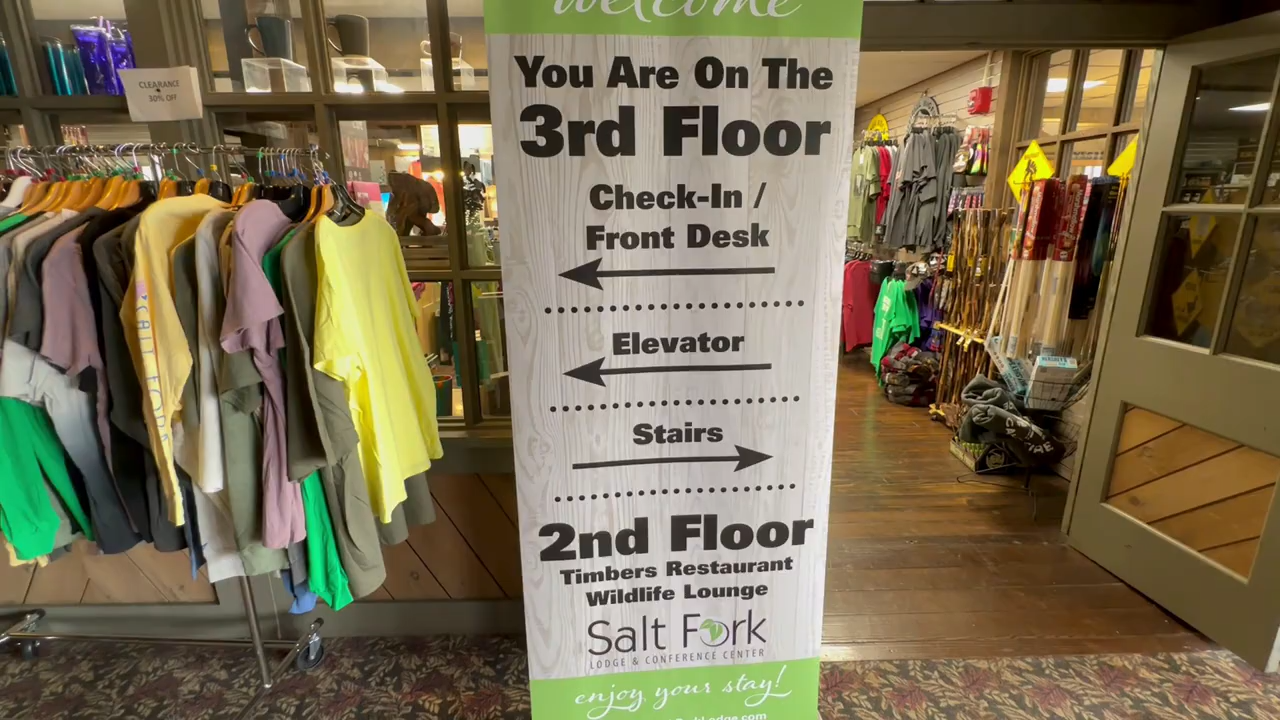 welcome
You Are On The
3rd Floor
Check-In /
Front Desk
Elevator
Stairs
2nd Floor
Timbers Restaurant
Wildlife Lounge
Salt Fork
LODGE & CONFERENCE CENTER
enjoy your stay!
CLEARANCE
30% OFF